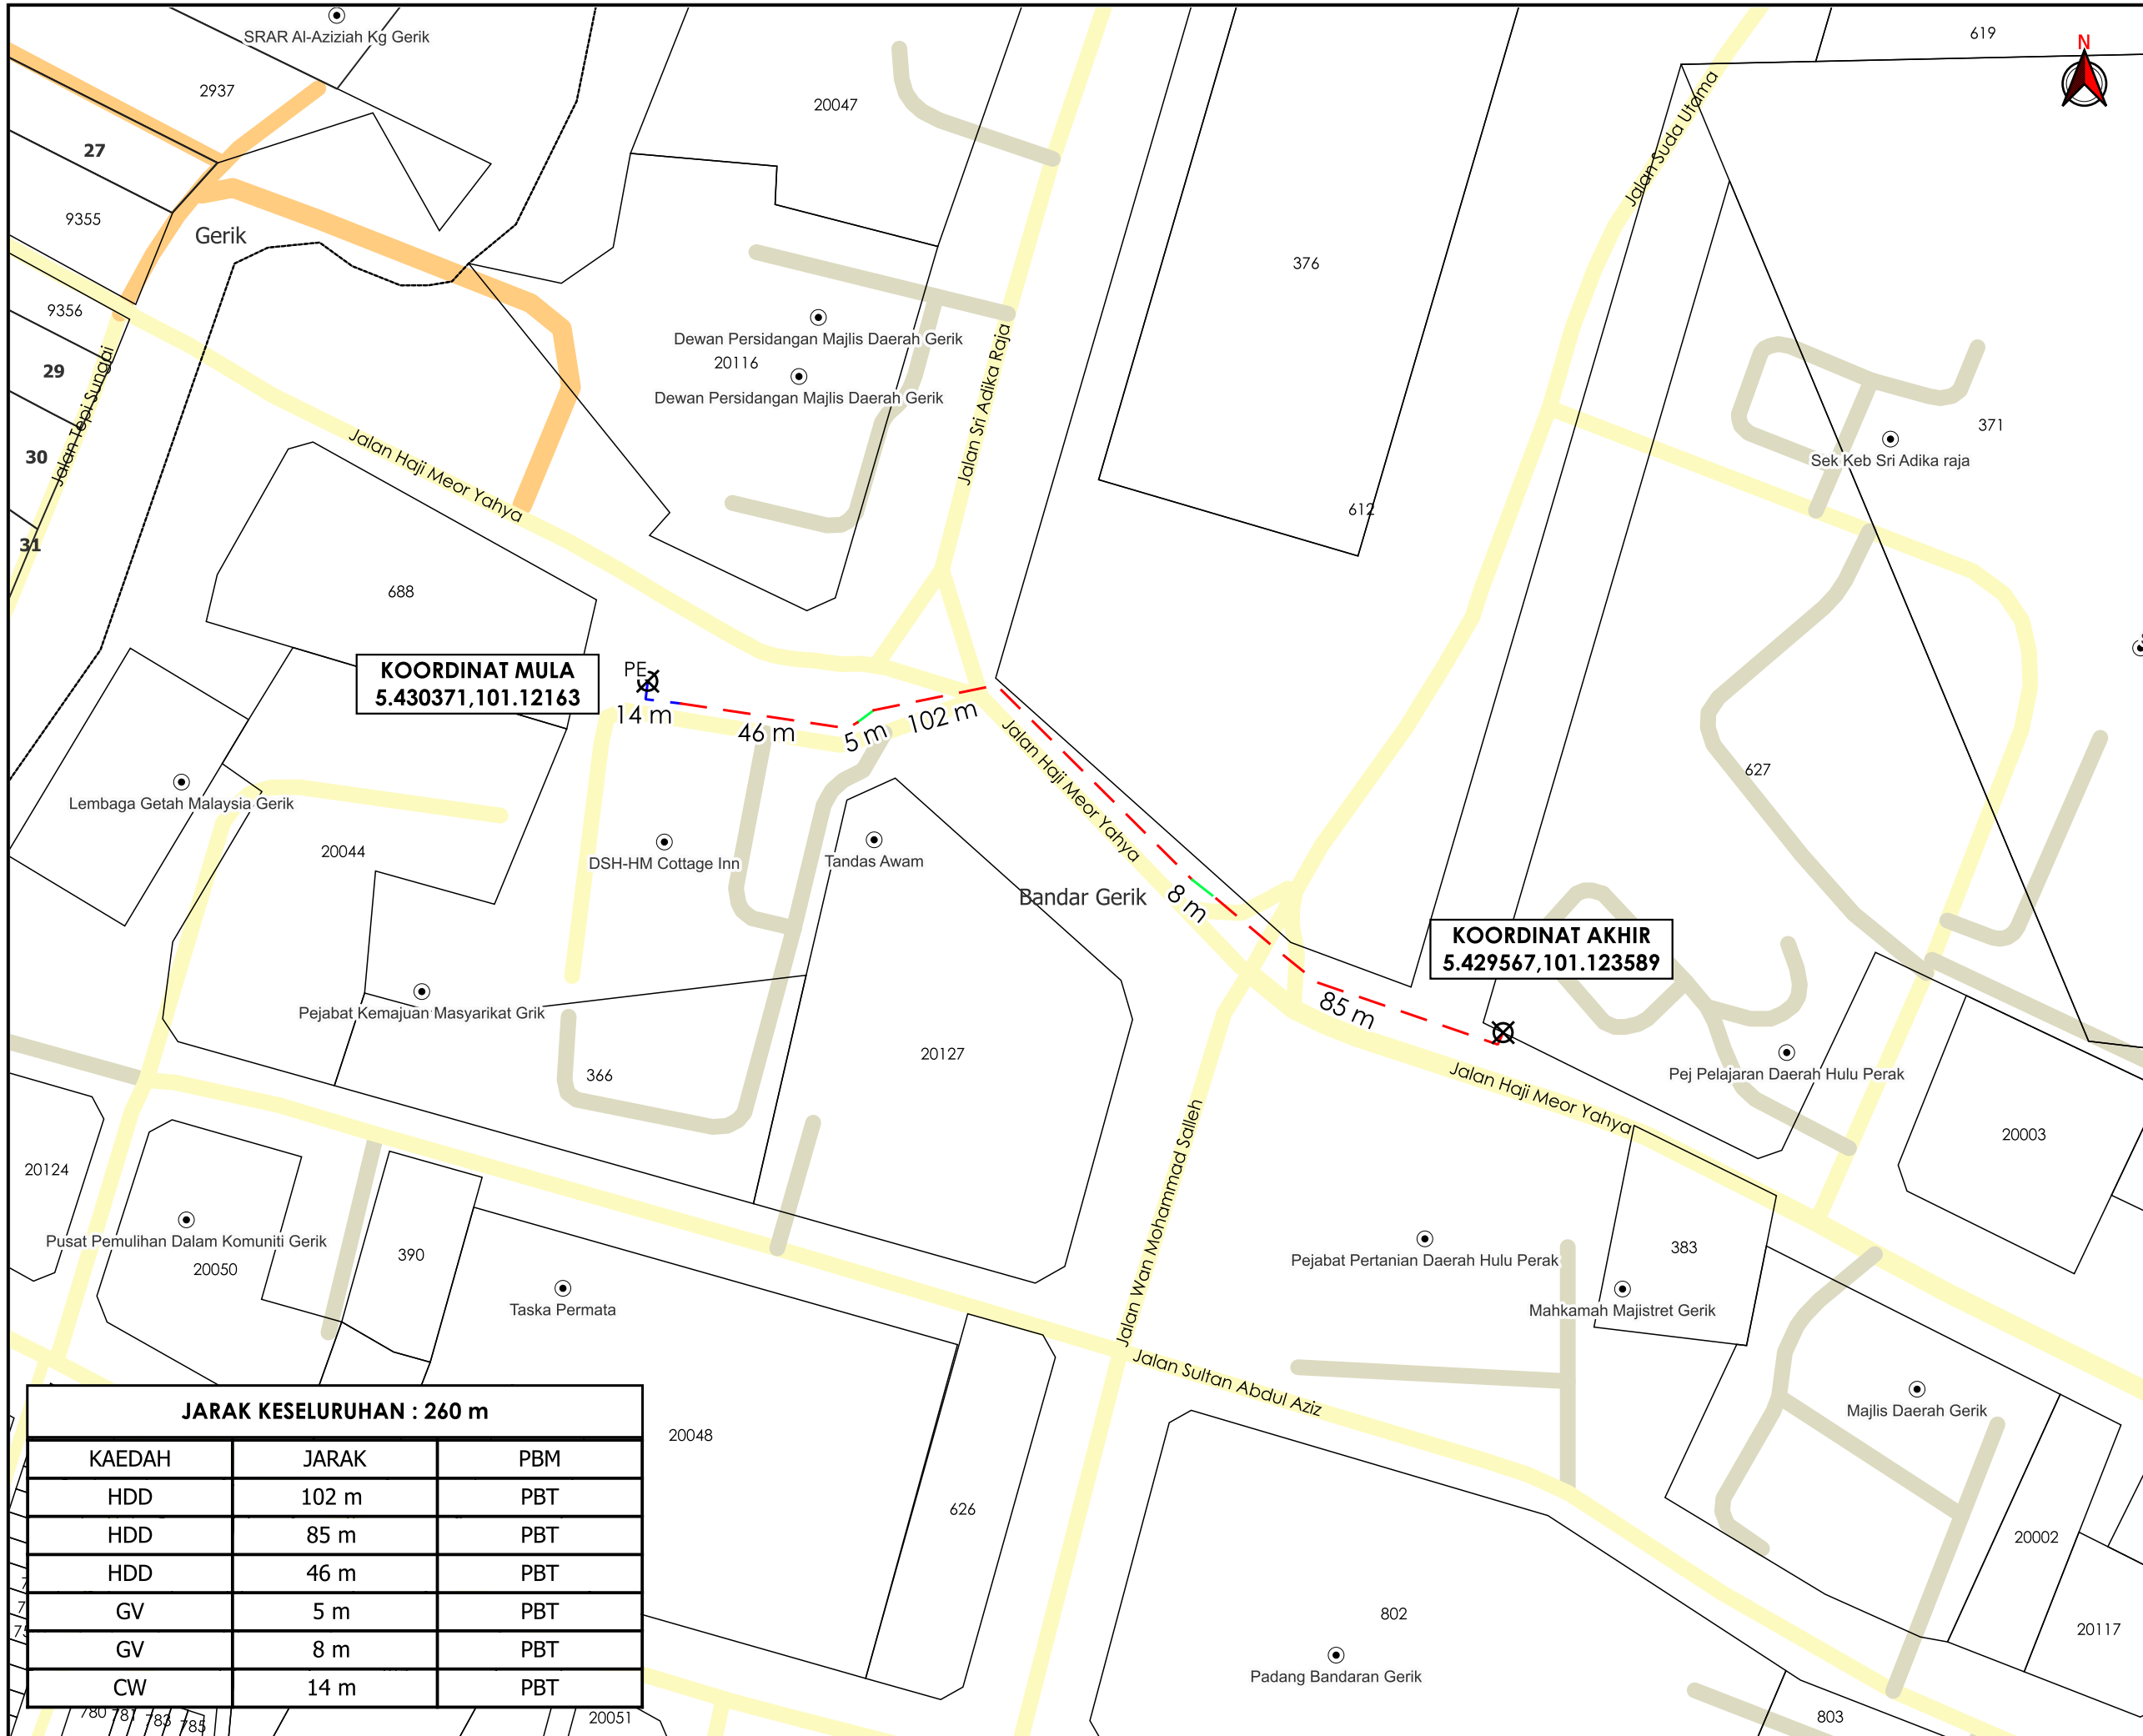 SRAR Al-Aziziah Kg Gerik
619
N
2937
20047
27
9355
Gerik
Jalan Suda Utama
376
9356
Dewan Persidangan Majlis Daerah Gerik
20116
29
Dewan Persidangan Majlis Daerah Gerik
Jalan Tepi Sungai
Jalan Sri Adika Raja
371
30
Jalan Haji Meor Yahya
Sek Keb Sri Adika raja
612
31
688
KOORDINAT MULA
5.430371,101.12163
PE
14 m
46 m
5 m
102 m
Jalan Haji Meor Yahya
627
Lembaga Getah Malaysia Gerik
20044
DSH-HM Cottage Inn
Tandas Awam
Bandar Gerik
8 m
KOORDINAT AKHIR
5.429567,101.123589
Pejabat Kemajuan Masyarikat Grik
85 m
366
20127
Jalan Haji Meor Yahya
Pej Pelajaran Daerah Hulu Perak
20003
20124
Jalan Wan Mohammad Salleh
Pusat Pemulihan Dalam Komuniti Gerik
20050
390
Taska Permata
Pejabat Pertanian Daerah Hulu Perak
383
Mahkamah Majistret Gerik
Jalan Sultan Abdul Aziz
Majlis Daerah Gerik
JARAK KESELURUHAN : 260 m
KAEDAH JARAK PBM
HDD 102 m PBT
HDD 85 m PBT
HDD 46 m PBT
GV 5 m PBT
GV 8 m PBT
CW 14 m PBT
20048
626
20002
802
20117
Padang Bandaran Gerik
780
781
783
785
20051
803